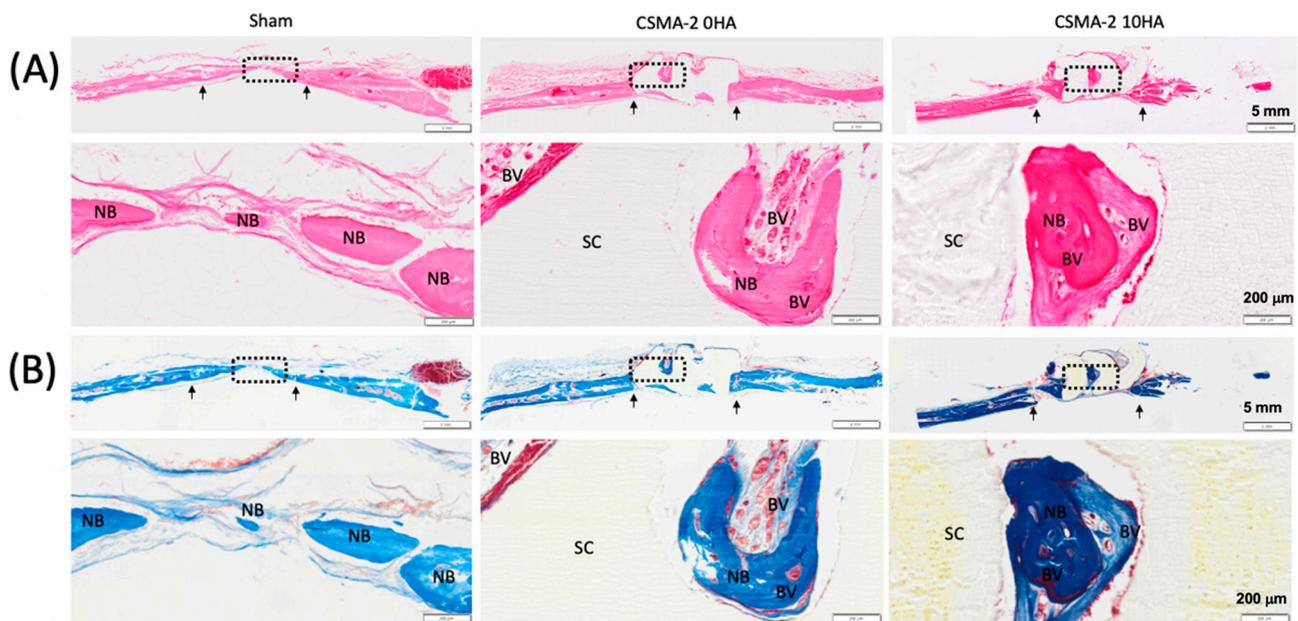 Sham CSMA-2 0HA CSMA-2 10HA
(A)
5 mm
BV
NB NB NB NB
SC BV NB BV
SC NB BV BV
200 μm
(B)
5 mm
BV
NB NB NB NB
SC BV NB BV
SC NB BV BV
200 μm